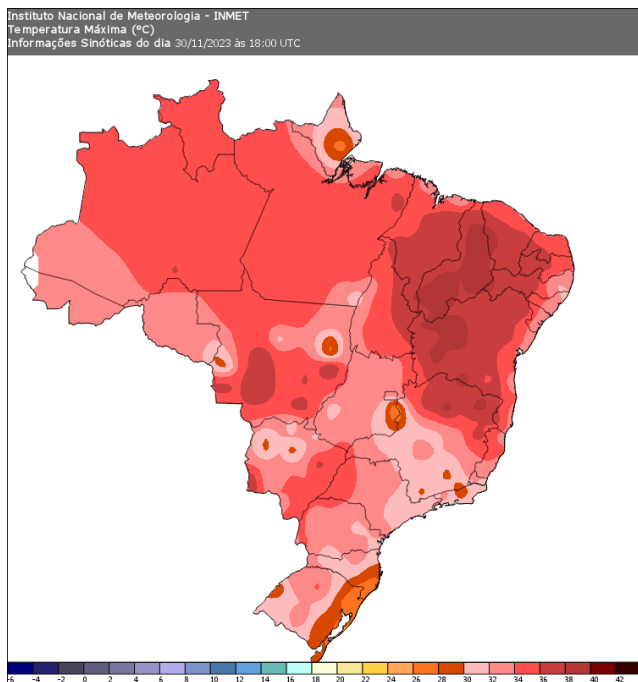 Instituto Nacional de Meteorologia - INMET
Temperatura Máxima (ºC)
Informações Sinóticas do dia 30/11/2023 às 18:00 UTC
-6 -4 -2 0 2 4 6 8 10 12 14 16 18 20 22 24 26 28 30 32 34 36 38 40 42